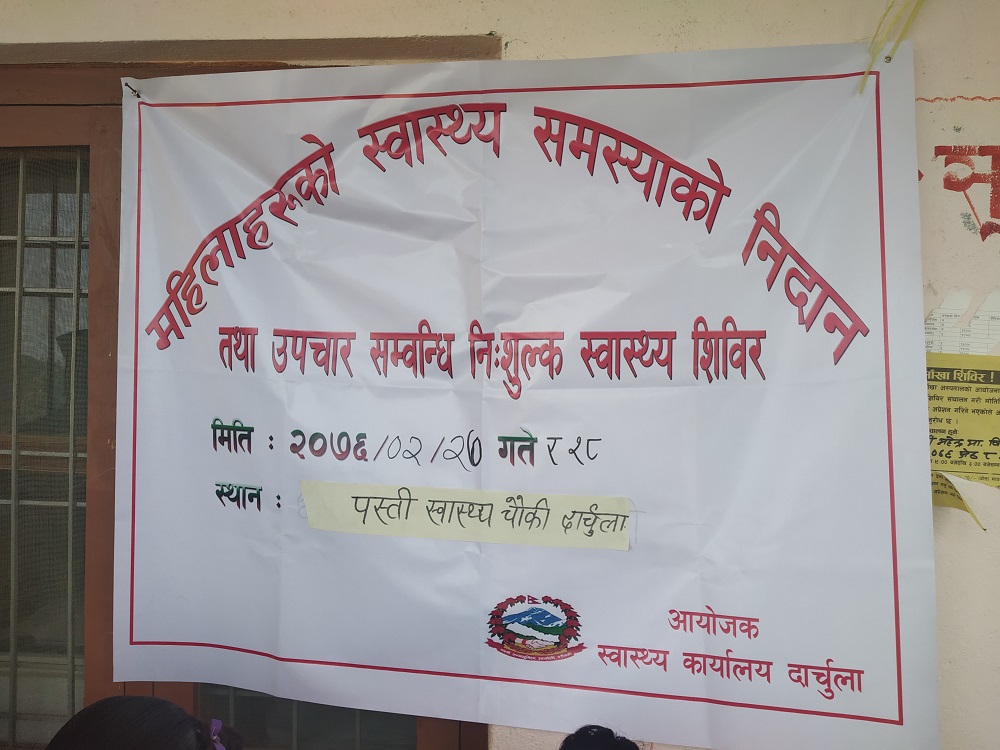 महिलाहरूको स्वास्थ्य समस्याको निदान
तथा उपचार सम्वन्धि निःशुल्क स्वास्थ्य शिविर
मिति : २०७६/०२/२७ गते र २८
स्थान : पस्ती स्वास्थ्य चौकी दार्चुला
आयोजक
स्वास्थ्य कार्यालय दार्चुला
शिविर !